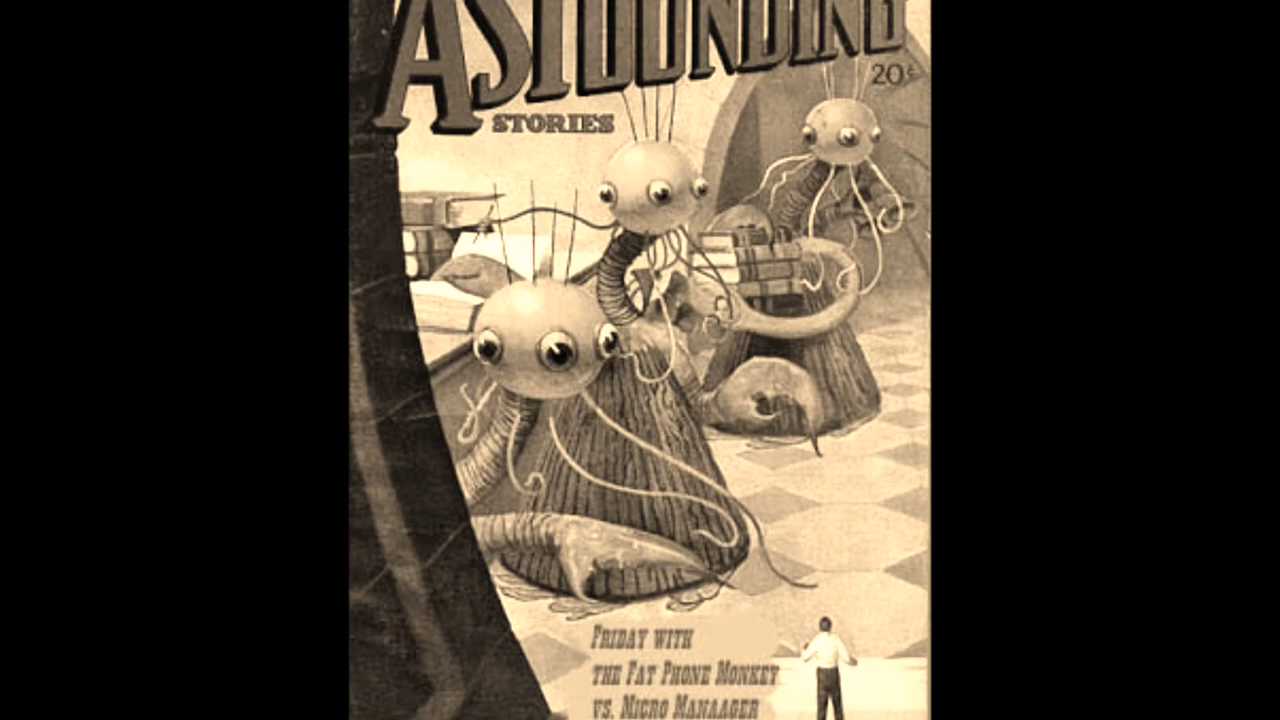 ASTOUNDING
20¢
STORIES
FRIDAY WITH
THE FAT PHONE MONKEY
VS. MICRO MANAAGER